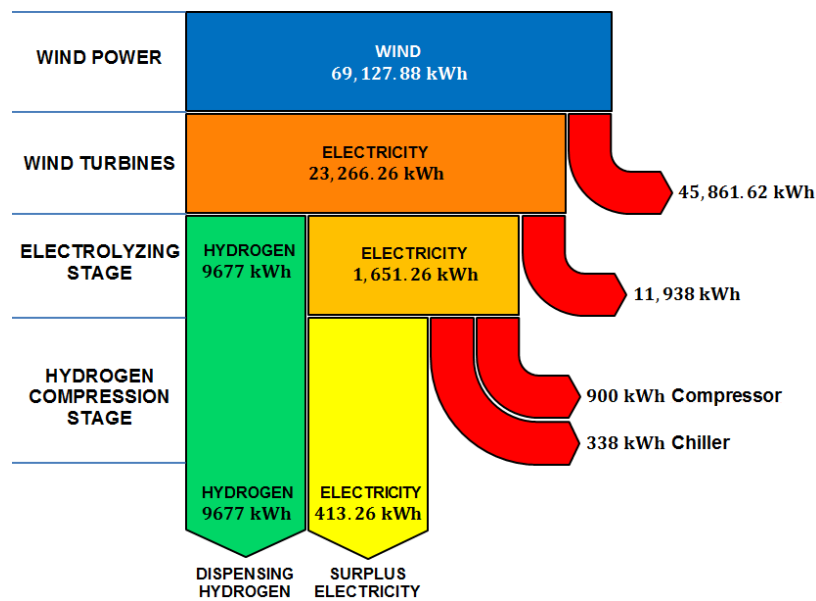 WIND POWER
WIND
69,127.88 kWh
WIND TURBINES
ELECTRICITY
23,266.26 kWh
45,861.62 kWh
ELECTROLYZING
STAGE
HYDROGEN
9677 kWh
ELECTRICITY
1,651.26 kWh
11,938 kWh
HYDROGEN
COMPRESSION
STAGE
900 kWh Compressor
338 kWh Chiller
HYDROGEN
9677 kWh
ELECTRICITY
413.26 kWh
DISPENSING
HYDROGEN
SURPLUS
ELECTRICITY